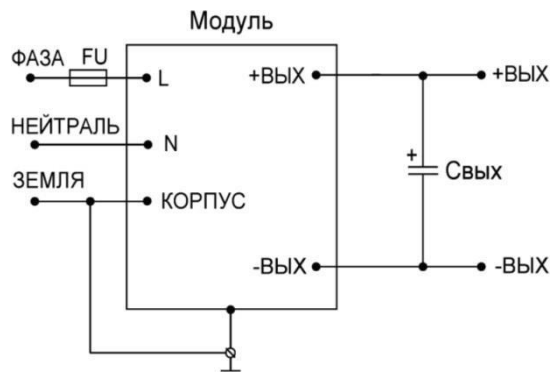 Модуль
ФАЗА
FU
L
+ВЫХ
+ВЫХ
НЕЙТРАЛЬ
N
+
Cвых
ЗЕМЛЯ
КОРПУС
-ВЫХ
-ВЫХ